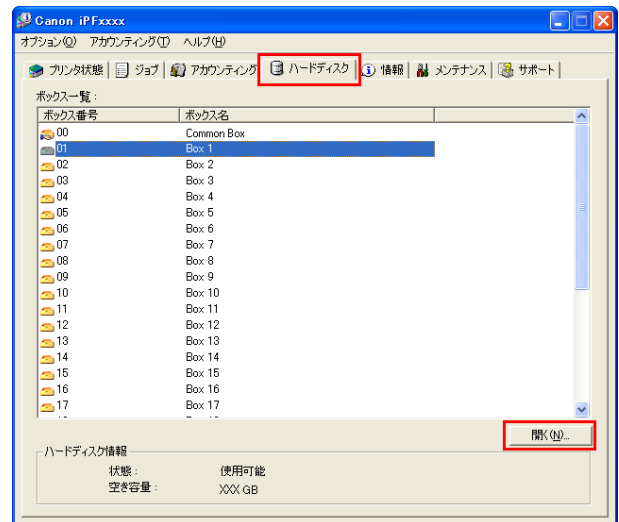 Canon iPFxxxx
オプション(O) アカウンティング(T) ヘルプ(H)
プリンタ状態 ジョブ アカウンティング ハードディスク 情報 メンテナンス サポート
ボックス一覧：
ボックス番号 ボックス名
00 Common Box
01 Box 1
02 Box 2
03 Box 3
04 Box 4
05 Box 5
06 Box 6
07 Box 7
08 Box 8
09 Box 9
10 Box 10
11 Box 11
12 Box 12
13 Box 13
14 Box 14
15 Box 15
16 Box 16
17 Box 17
開く(N)...
ハードディスク情報
状態： 使用可能
空き容量： XXX GB